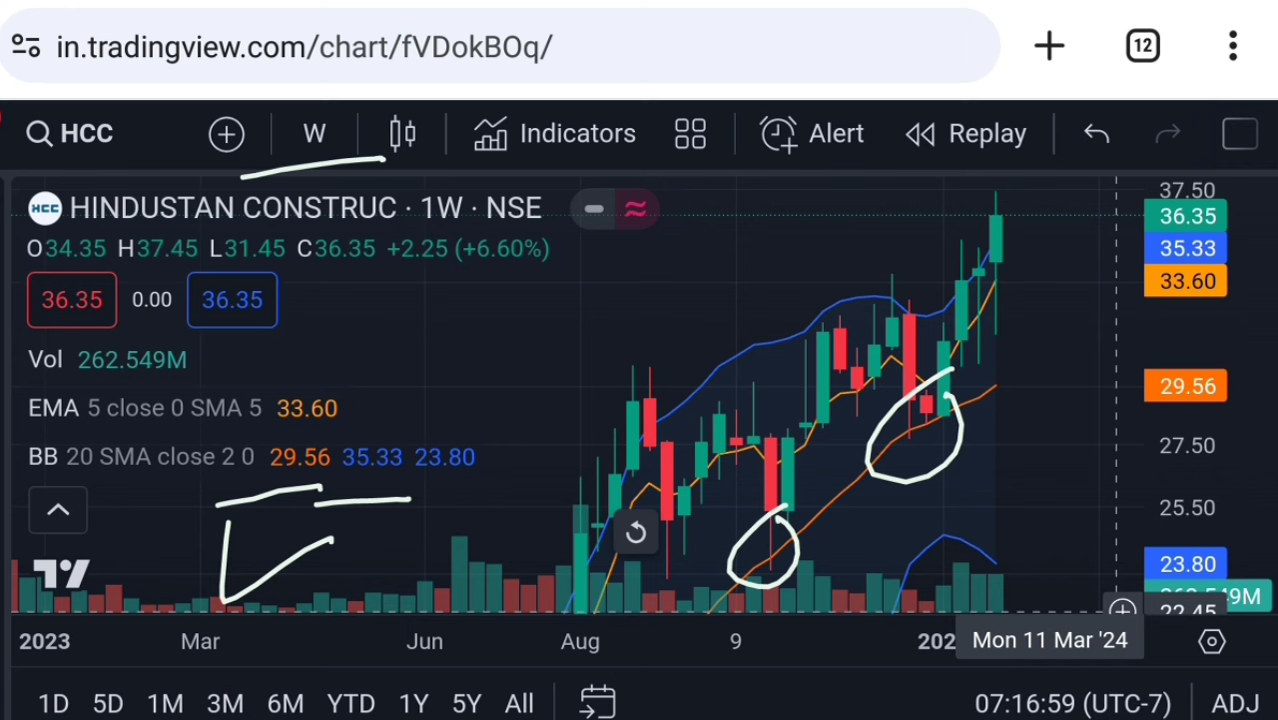 in.tradingview.com/chart/fVDokBOq/ 12
HCC W Indicators Alert Replay
HCC HINDUSTAN CONSTRUC · 1W · NSE
O34.35 H37.45 L31.45 C36.35 +2.25 (+6.60%)
36.35 0.00 36.35
Vol 262.549M
EMA 5 close 0 SMA 5 33.60
BB 20 SMA close 2 0 29.56 35.33 23.80
37.50
36.35
35.33
33.60
29.56
27.50
25.50
23.80
22.45
2023 Mar Jun Aug 9 Mon 11 Mar '24
1D 5D 1M 3M 6M YTD 1Y 5Y All 07:16:59 (UTC-7) ADJ